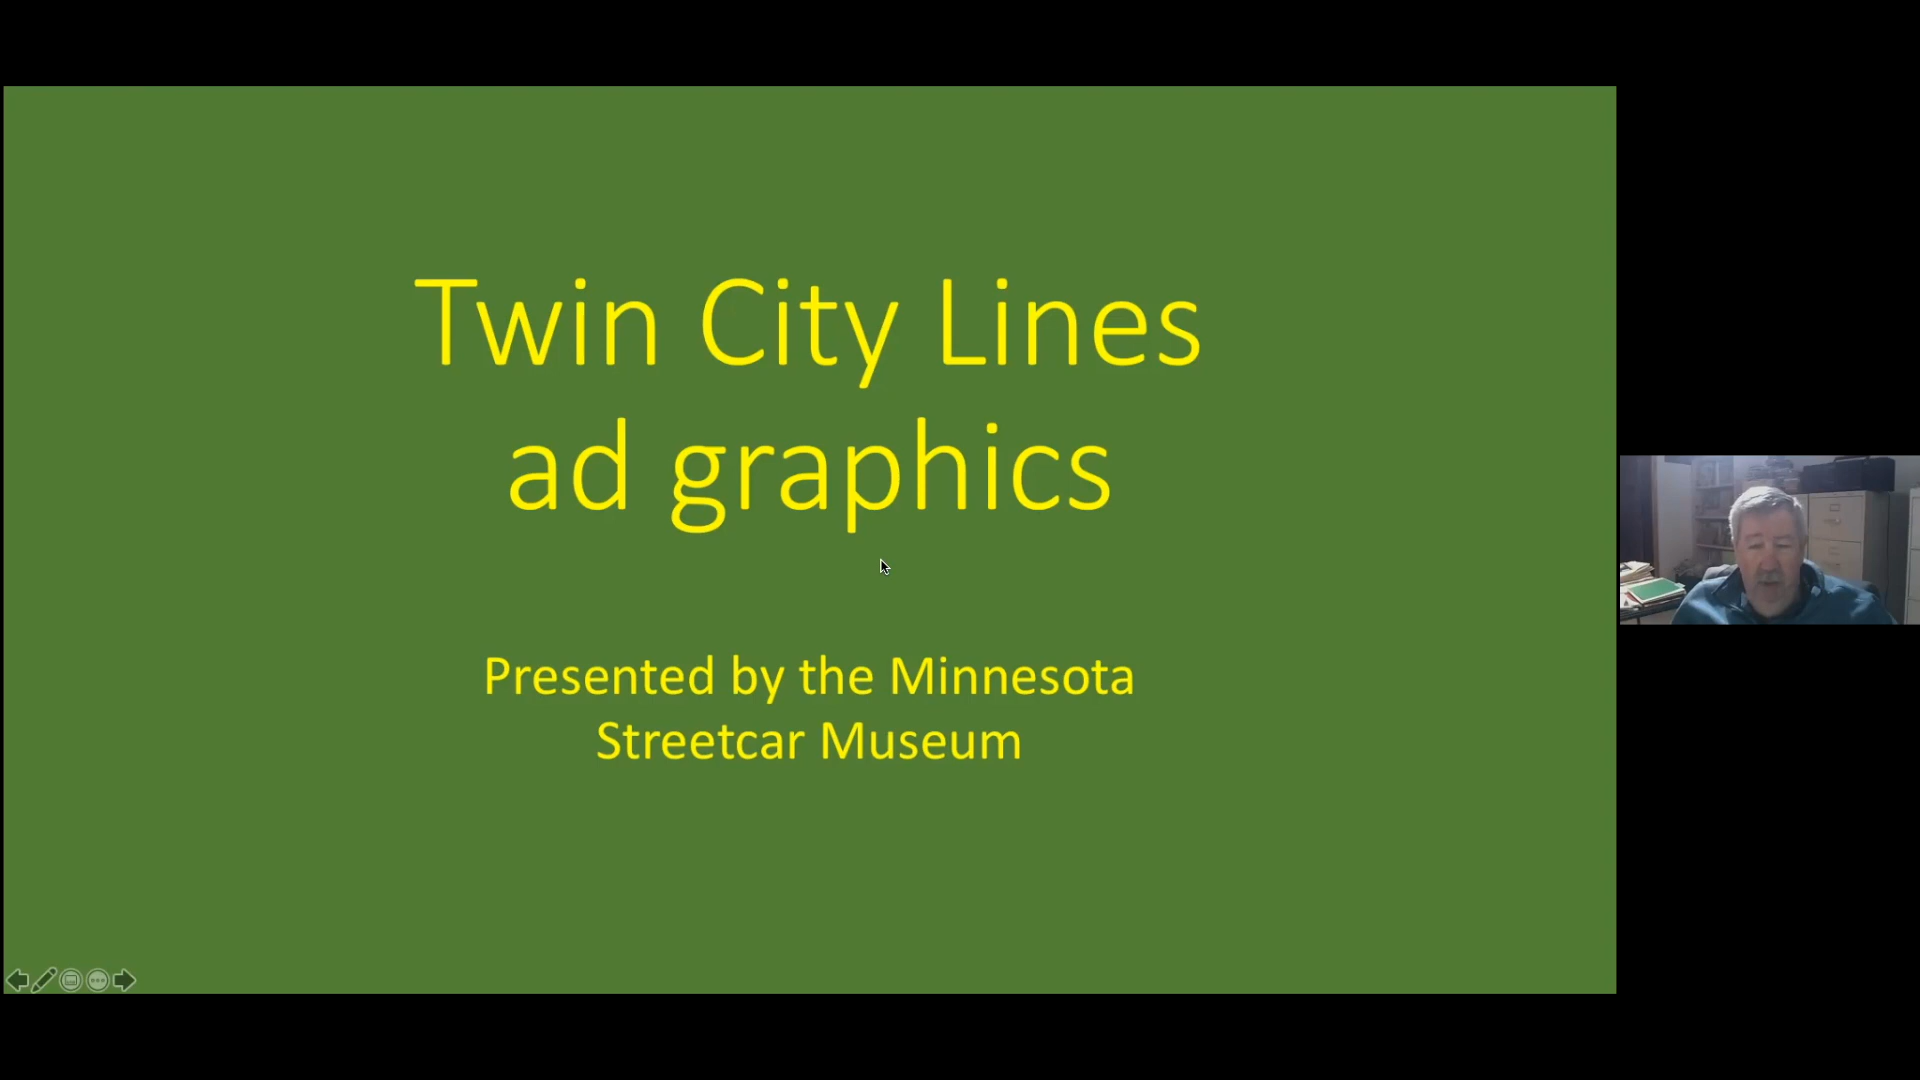 Twin City Lines
ad graphics
Presented by the Minnesota
Streetcar Museum